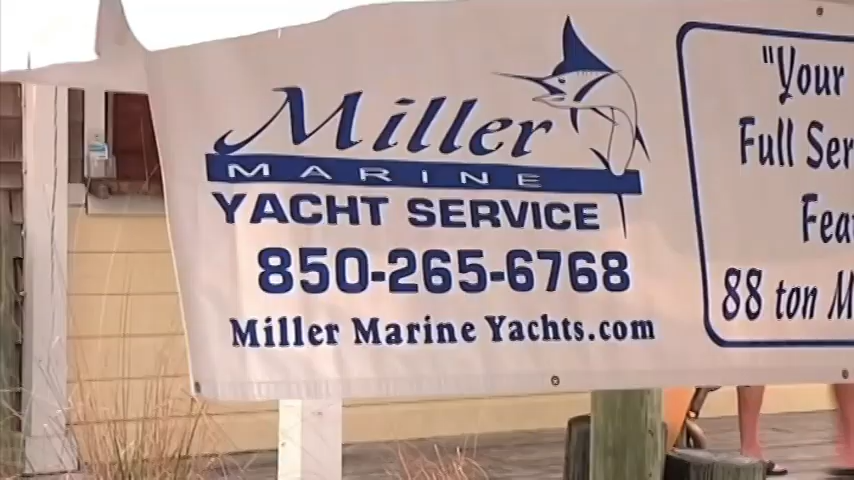 Miller
MARINE
YACHT SERVICE
850-265-6768
Miller Marine Yachts.com
"Your
Full Ser
Fea
88 ton M